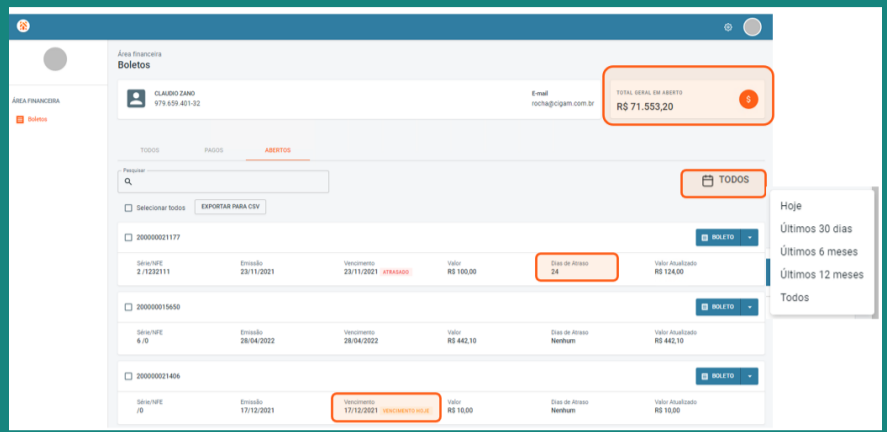 Área financeira
Boletos
ÁREA FINANCEIRA
Boletos
CLAUDIO ZANO
979.659.401-32
E-mail
rocha@cigam.com.br
TOTAL GERAL EM ABERTO
R$ 71.553,20
$
TODOS PAGOS ABERTOS
Pesquisar
TODOS
Hoje
Últimos 30 dias
Últimos 6 meses
Últimos 12 meses
Todos
Selecionar todos EXPORTAR PARA CSV
200000021177 BOLETO
Série/NFE Emissão Vencimento Valor Dias de Atraso Valor Atualizado
2 /1232111 23/11/2021 23/11/2021 ATRASADO R$ 100,00 24 R$ 124,00
200000015650 BOLETO
Série/NFE Emissão Vencimento Valor Dias de Atraso Valor Atualizado
6 /0 28/04/2022 28/04/2022 R$ 442,10 Nenhum R$ 442,10
200000021406 BOLETO
Série/NFE Emissão Vencimento Valor Dias de Atraso Valor Atualizado
/0 17/12/2021 17/12/2021 VENCIMENTO HOJE R$ 10,00 Nenhum R$ 10,00